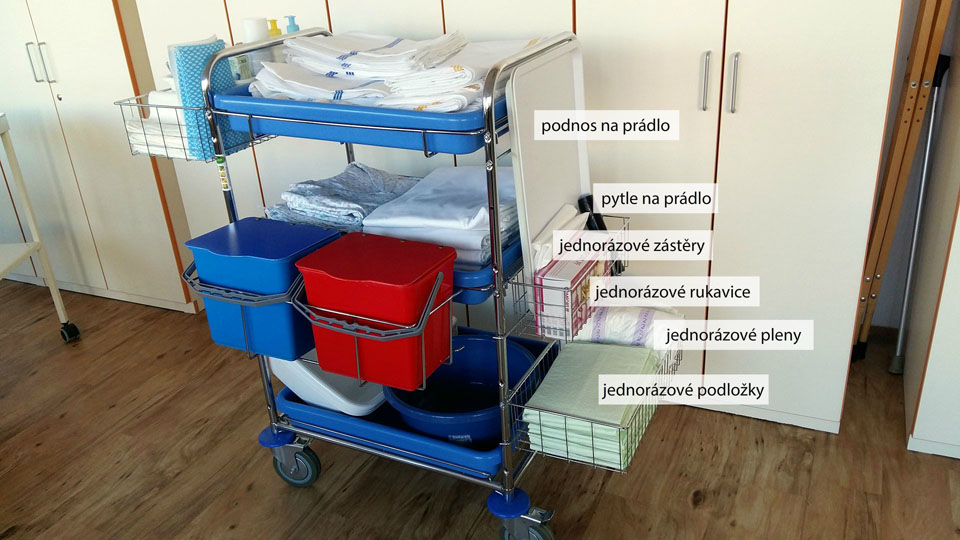 podnos na prádlo
pytle na prádlo
jednorázové zástěry
jednorázové rukavice
jednorázové pleny
jednorázové podložky